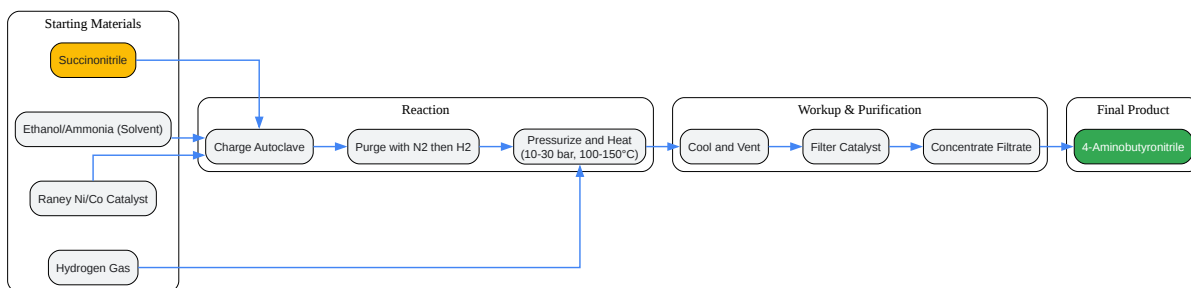 Starting Materials
Succinonitrile
Ethanol/Ammonia (Solvent)
Raney Ni/Co Catalyst
Hydrogen Gas
Reaction
Charge Autoclave
Purge with N2 then H2
Pressurize and Heat
(10-30 bar, 100-150°C)
Workup & Purification
Cool and Vent
Filter Catalyst
Concentrate Filtrate
Final Product
4-Aminobutyronitrile